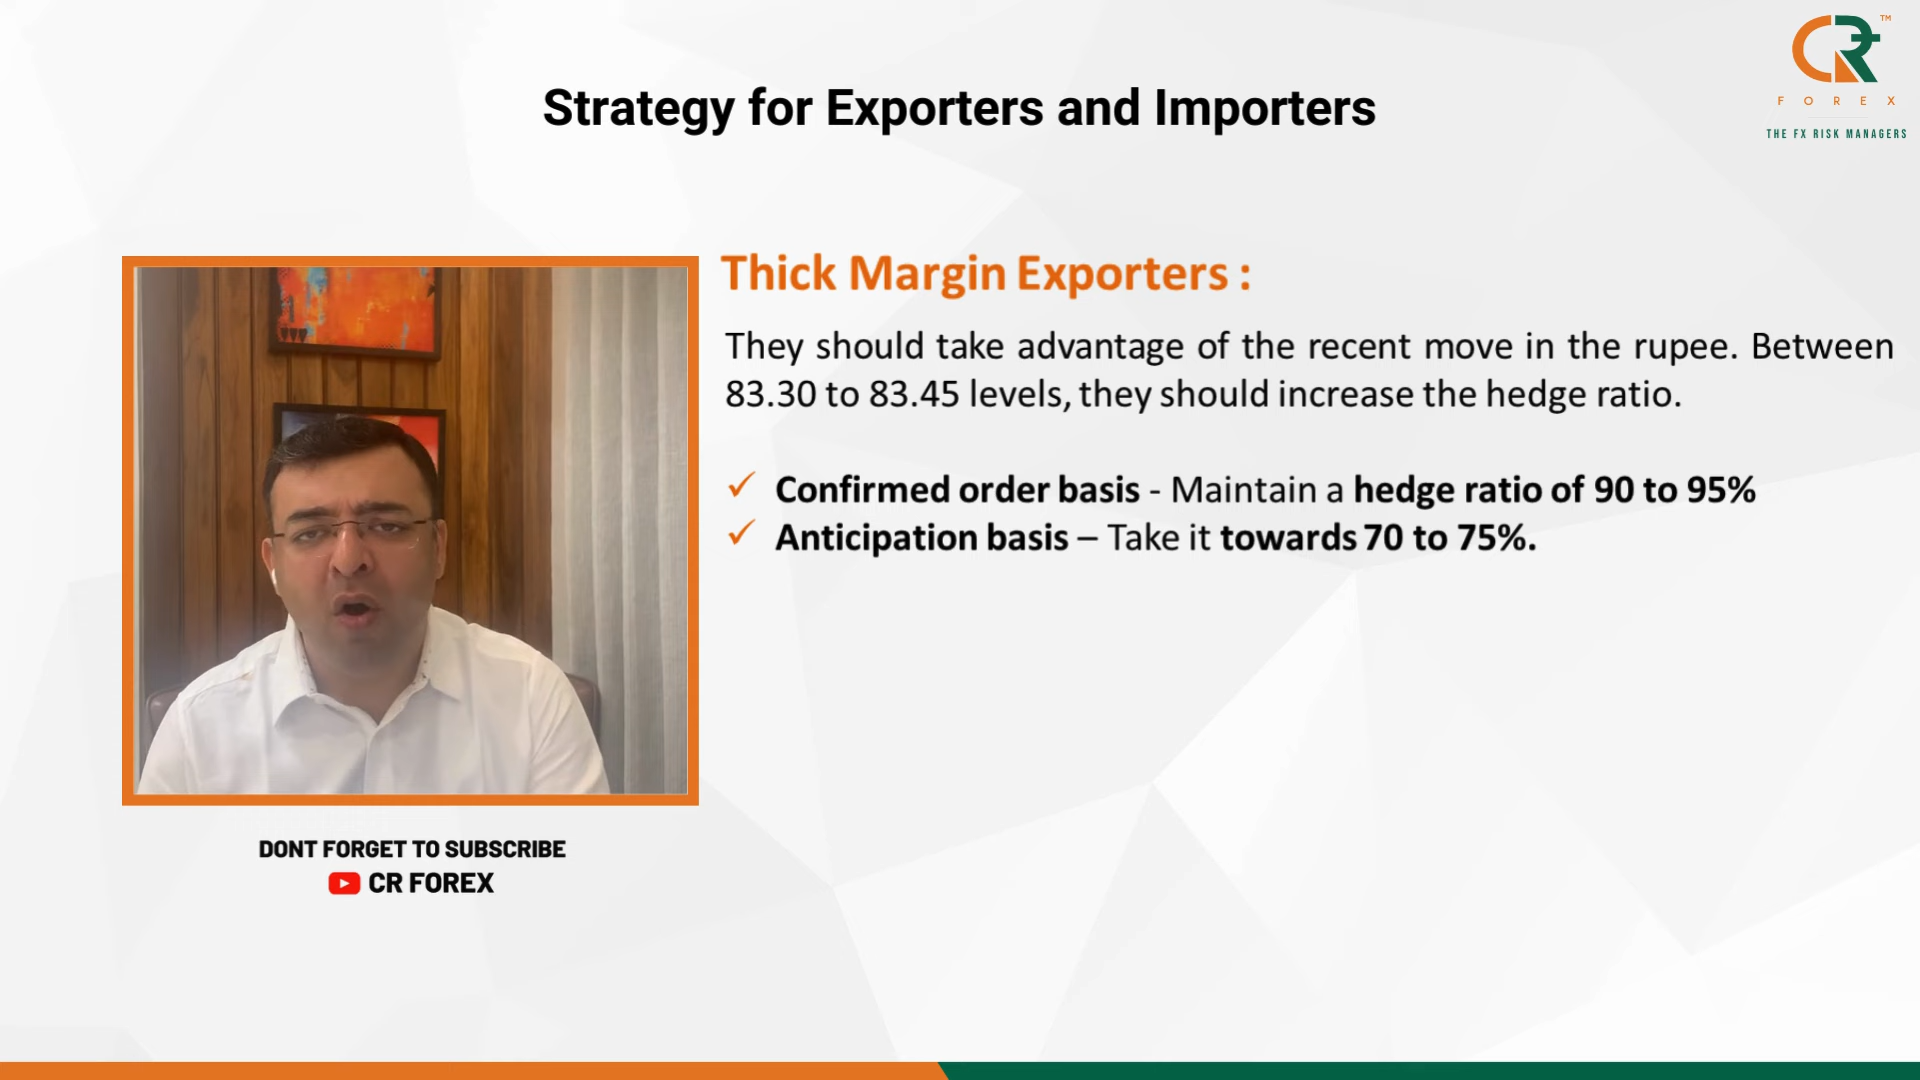 CR
TM
FOREX
THE FX RISK MANAGERS
Strategy for Exporters and Importers
Thick Margin Exporters :
They should take advantage of the recent move in the rupee. Between
83.30 to 83.45 levels, they should increase the hedge ratio.
✓ Confirmed order basis - Maintain a hedge ratio of 90 to 95%
✓ Anticipation basis – Take it towards 70 to 75%.
DONT FORGET TO SUBSCRIBE
CR FOREX